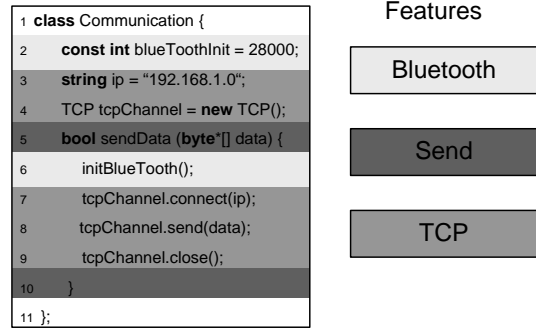 1 class Communication {
2 const int blueToothInit = 28000;
3 string ip = “192.168.1.0“;
4 TCP tcpChannel = new TCP();
5 bool sendData (byte*[] data) {
6 initBlueTooth();
7 tcpChannel.connect(ip);
8 tcpChannel.send(data);
9 tcpChannel.close();
10 }
11 };
Features
Bluetooth
Send
TCP